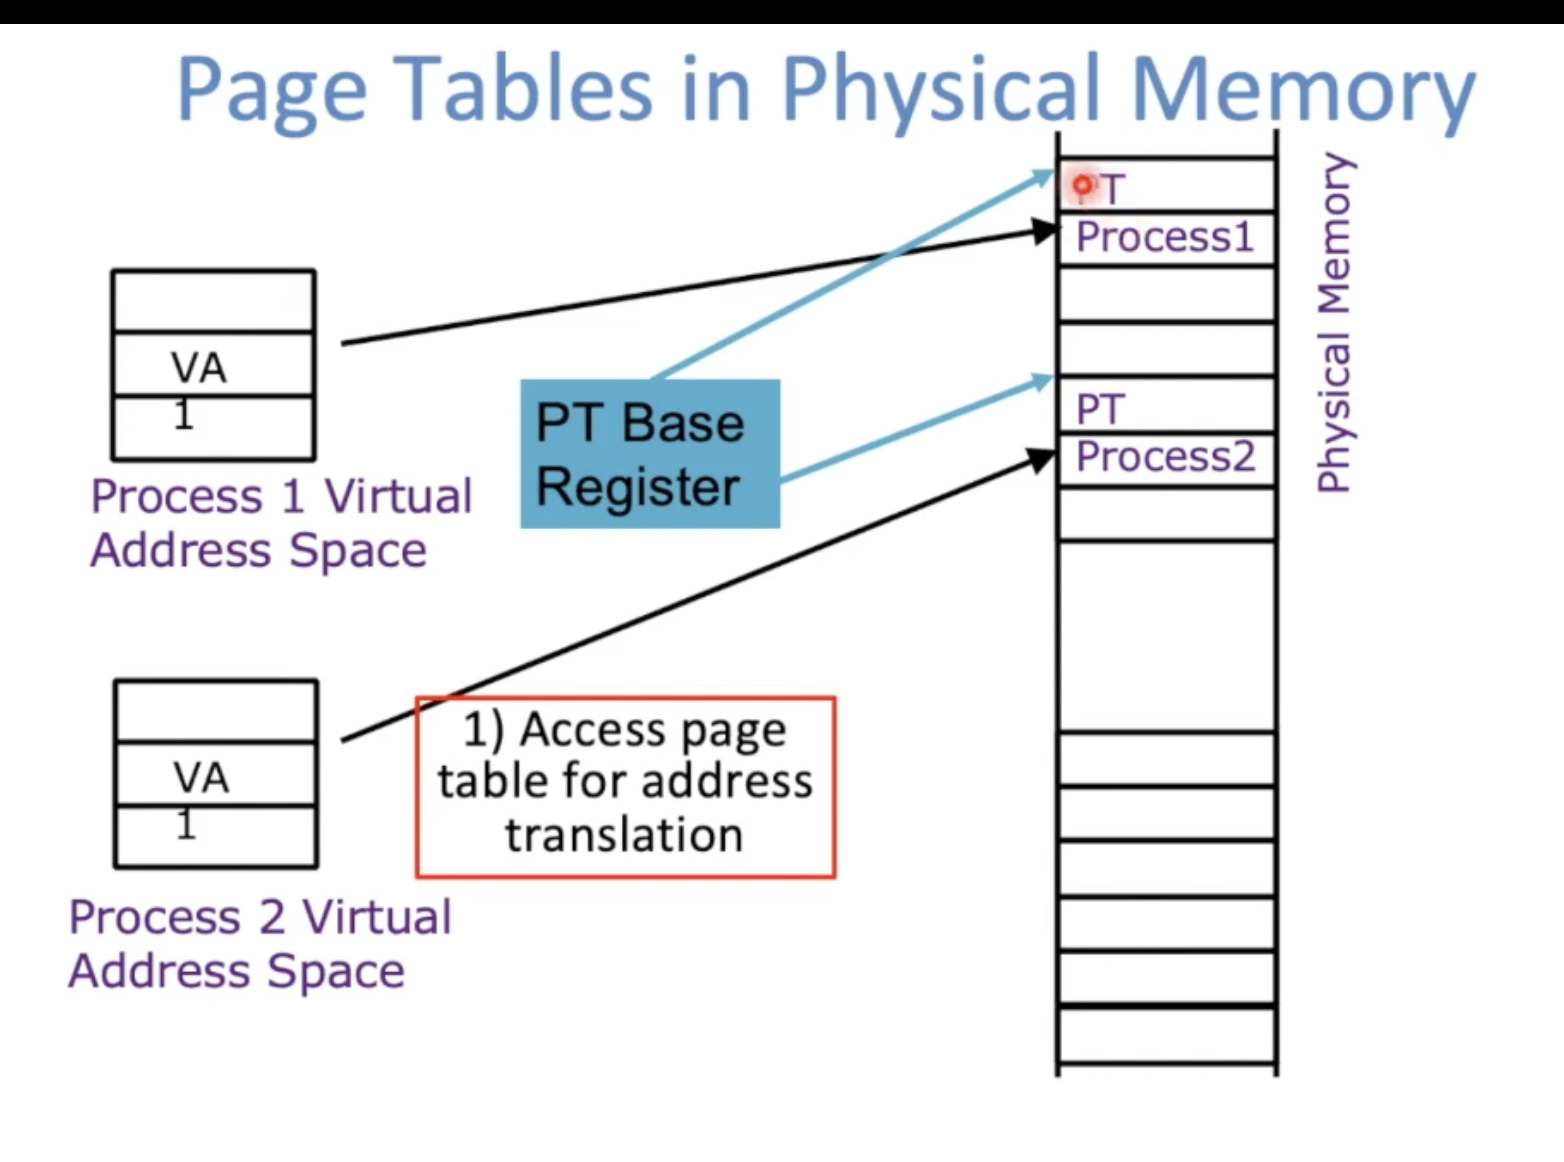 Page Tables in Physical Memory
PT
Process1
Physical Memory
VA
1
Process 1 Virtual
Address Space
PT Base
Register
PT
Process2
VA
1
Process 2 Virtual
Address Space
1) Access page
table for address
translation